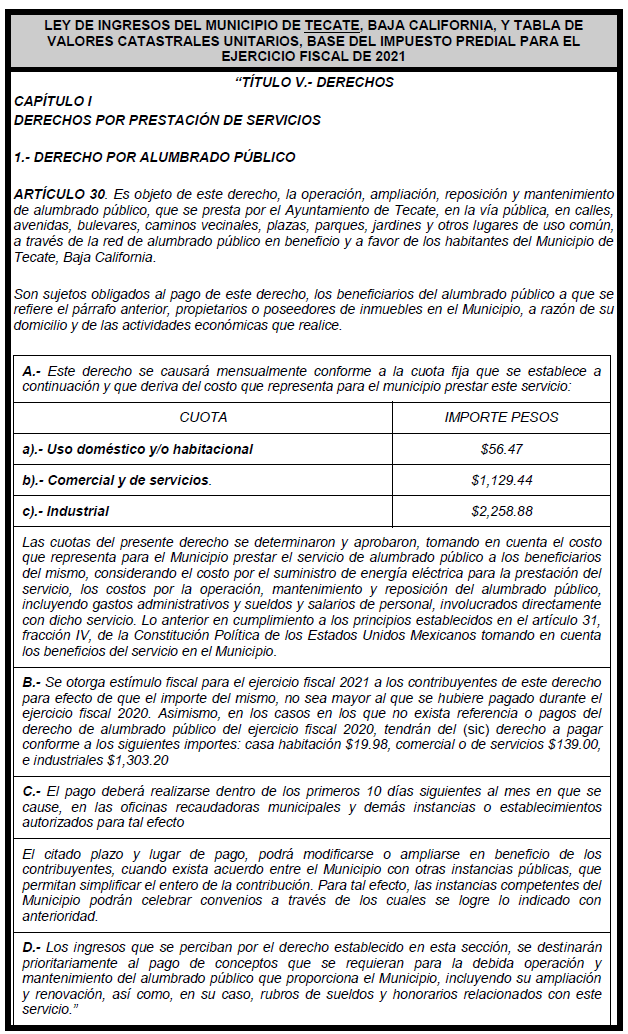 LEY DE INGRESOS DEL MUNICIPIO DE TECATE, BAJA CALIFORNIA, Y TABLA DE
VALORES CATASTRALES UNITARIOS, BASE DEL IMPUESTO PREDIAL PARA EL
EJERCICIO FISCAL DE 2021
“TÍTULO V.- DERECHOS
CAPÍTULO I
DERECHOS POR PRESTACIÓN DE SERVICIOS
1.- DERECHO POR ALUMBRADO PÚBLICO
ARTÍCULO 30. Es objeto de este derecho, la operación, ampliación, reposición y mantenimiento
de alumbrado público, que se presta por el Ayuntamiento de Tecate, en la vía pública, en calles,
avenidas, bulevares, caminos vecinales, plazas, parques, jardines y otros lugares de uso común,
a través de la red de alumbrado público en beneficio y a favor de los habitantes del Municipio de
Tecate, Baja California.
Son sujetos obligados al pago de este derecho, los beneficiarios del alumbrado público a que se
refiere el párrafo anterior, propietarios o poseedores de inmuebles en el Municipio, a razón de su
domicilio y de las actividades económicas que realice.
A.- Este derecho se causará mensualmente conforme a la cuota fija que se establece a
continuación y que deriva del costo que representa para el municipio prestar este servicio:
CUOTA IMPORTE PESOS
a).- Uso doméstico y/o habitacional $56.47
b).- Comercial y de servicios. $1,129.44
c).- Industrial $2,258.88
Las cuotas del presente derecho se determinaron y aprobaron, tomando en cuenta el costo
que representa para el Municipio prestar el servicio de alumbrado público a los beneficiarios
del mismo, considerando el costo por el suministro de energía eléctrica para la prestación del
servicio, los costos por la operación, mantenimiento y reposición del alumbrado público,
incluyendo gastos administrativos y sueldos y salarios de personal, involucrados directamente
con dicho servicio. Lo anterior en cumplimiento a los principios establecidos en el artículo 31,
fracción IV, de la Constitución Política de los Estados Unidos Mexicanos tomando en cuenta
los beneficios del servicio en el Municipio.
B.- Se otorga estímulo fiscal para el ejercicio fiscal 2021 a los contribuyentes de este derecho
para efecto de que el importe del mismo, no sea mayor al que se hubiere pagado durante el
ejercicio fiscal 2020. Asimismo, en los casos en los que no exista referencia o pagos del
derecho de alumbrado público del ejercicio fiscal 2020, tendrán del (sic) derecho a pagar
conforme a los siguientes importes: casa habitación $19.98, comercial o de servicios $139.00,
e industriales $1,303.20
C.- El pago deberá realizarse dentro de los primeros 10 días siguientes al mes en que se
cause, en las oficinas recaudadoras municipales y demás instancias o establecimientos
autorizados para tal efecto
El citado plazo y lugar de pago, podrá modificarse o ampliarse en beneficio de los
contribuyentes, cuando exista acuerdo entre el Municipio con otras instancias públicas, que
permitan simplificar el entero de la contribución. Para tal efecto, las instancias competentes del
Municipio podrán celebrar convenios a través de los cuales se logre lo indicado con
anterioridad.
D.- Los ingresos que se perciban por el derecho establecido en esta sección, se destinarán
prioritariamente al pago de conceptos que se requieran para la debida operación y
mantenimiento del alumbrado público que proporciona el Municipio, incluyendo su ampliación
y renovación, así como, en su caso, rubros de sueldos y honorarios relacionados con este
servicio.”